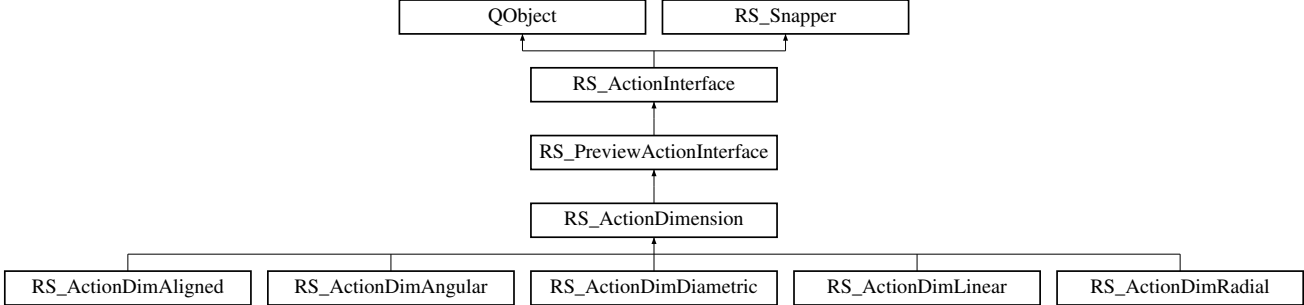 QObject RS_Snapper
RS_ActionInterface
RS_PreviewActionInterface
RS_ActionDimension
RS_ActionDimAligned RS_ActionDimAngular RS_ActionDimDiametric RS_ActionDimLinear RS_ActionDimRadial